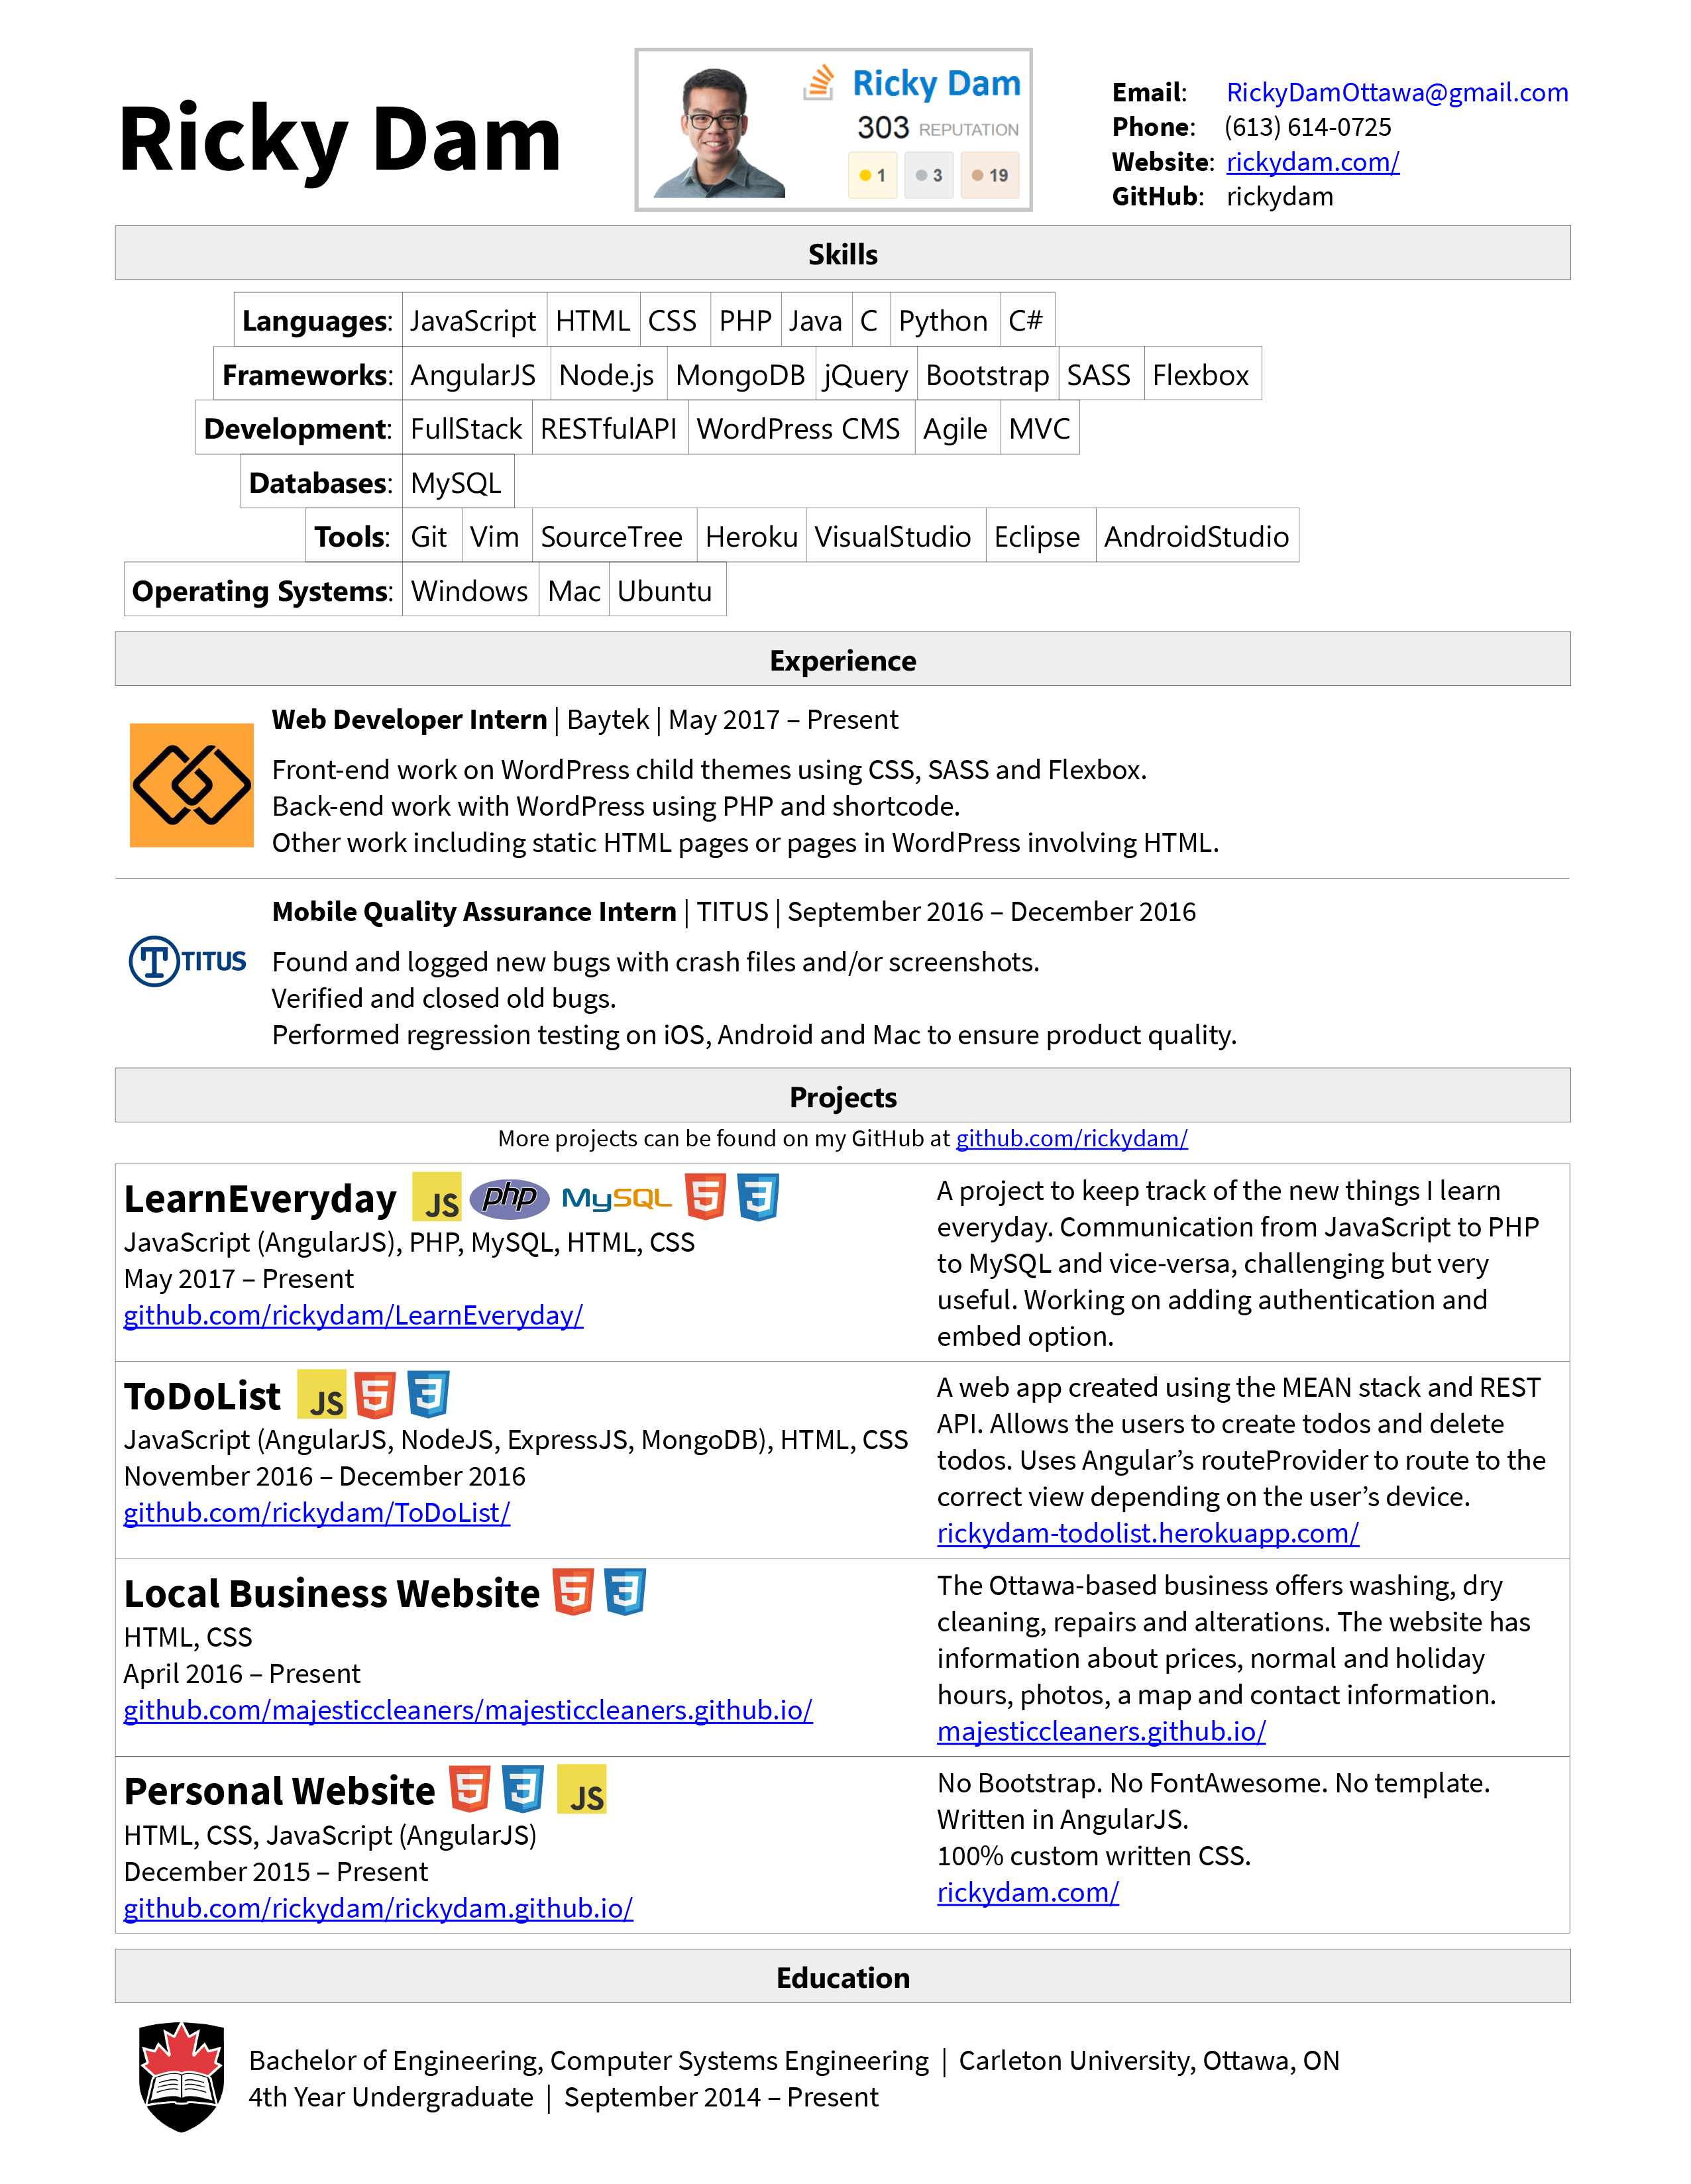 Ricky Dam
Ricky Dam
303 REPUTATION
1 3 19
Email: RickyDamOttawa@gmail.com
Phone: (613) 614-0725
Website: rickydam.com/
GitHub: rickydam
Skills
Languages: JavaScript HTML CSS PHP Java C Python C#
Frameworks: AngularJS Node.js MongoDB jQuery Bootstrap SASS Flexbox
Development: FullStack RESTfulAPI WordPress CMS Agile MVC
Databases: MySQL
Tools: Git Vim SourceTree Heroku VisualStudio Eclipse AndroidStudio
Operating Systems: Windows Mac Ubuntu
Experience
Web Developer Intern | Baytek | May 2017 – Present
Front-end work on WordPress child themes using CSS, SASS and Flexbox.
Back-end work with WordPress using PHP and shortcode.
Other work including static HTML pages or pages in WordPress involving HTML.
Mobile Quality Assurance Intern | TITUS | September 2016 – December 2016
T TITUS
Found and logged new bugs with crash files and/or screenshots.
Verified and closed old bugs.
Performed regression testing on iOS, Android and Mac to ensure product quality.
Projects
More projects can be found on my GitHub at github.com/rickydam/
LearnEveryday JS php MySQL 5 3
JavaScript (AngularJS), PHP, MySQL, HTML, CSS
May 2017 – Present
github.com/rickydam/LearnEveryday/
A project to keep track of the new things I learn
everyday. Communication from JavaScript to PHP
to MySQL and vice-versa, challenging but very
useful. Working on adding authentication and
embed option.
ToDoList JS 5 3
JavaScript (AngularJS, NodeJS, ExpressJS, MongoDB), HTML, CSS
November 2016 – December 2016
github.com/rickydam/ToDoList/
A web app created using the MEAN stack and REST
API. Allows the users to create todos and delete
todos. Uses Angular’s routeProvider to route to the
correct view depending on the user’s device.
rickydam-todolist.herokuapp.com/
Local Business Website 5 3
HTML, CSS
April 2016 – Present
github.com/majesticcleaners/majesticcleaners.github.io/
The Ottawa-based business offers washing, dry
cleaning, repairs and alterations. The website has
information about prices, normal and holiday
hours, photos, a map and contact information.
majesticcleaners.github.io/
Personal Website 5 3 JS
HTML, CSS, JavaScript (AngularJS)
December 2015 – Present
github.com/rickydam/rickydam.github.io/
No Bootstrap. No FontAwesome. No template.
Written in AngularJS.
100% custom written CSS.
rickydam.com/
Education
Bachelor of Engineering, Computer Systems Engineering | Carleton University, Ottawa, ON
4th Year Undergraduate | September 2014 – Present